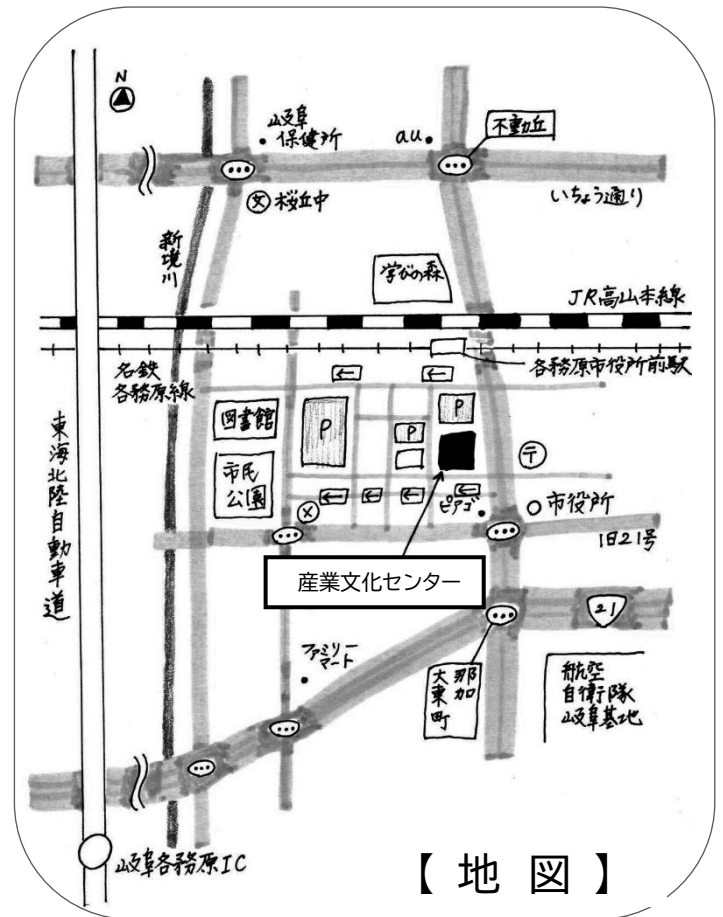 N
岐阜
保健所
au
不動丘
文 桜丘中
いちょう通り
新境川
学びの森
JR高山本線
名鉄
各務原線
各務原市役所前駅
←
←
図書館
P
P
P
市民
公園
〒
←
←
←
←
ピアゴ
市役所
X
旧21号
東海北陸自動車道
産業文化センター
21
ファミリー
マート
那加
大東町
航空
自衛隊
岐阜基地
岐阜各務原IC
【 地 図 】